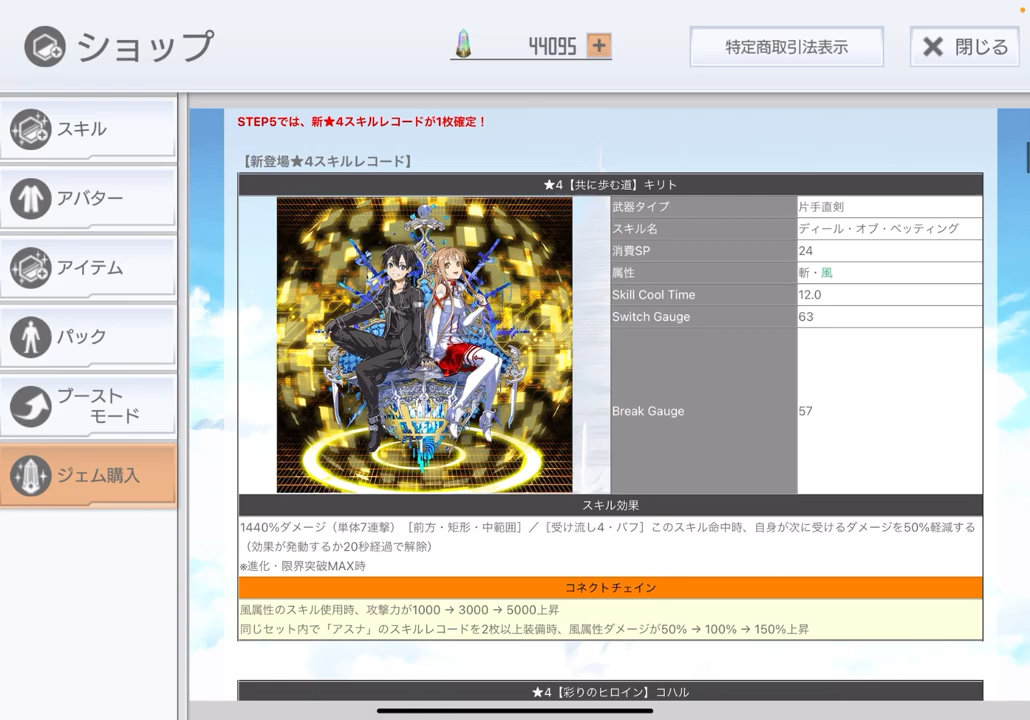 ショップ
44095
特定商取引法表示
閉じる
スキル
アバター
アイテム
パック
ブースト
モード
ジェム購入
STEP5では、新★4スキルレコードが1枚確定！
【新登場★4スキルレコード】
★4【共に歩む道】キリト
武器タイプ 片手直剣
スキル名 ディール・オブ・ベッティング
消費SP 24
属性 斬・風
Skill Cool Time 12.0
Switch Gauge 63
Break Gauge 57
スキル効果
1440%ダメージ（単体7連撃）［前方・矩形・中範囲］／［受け流し4・バフ］このスキル命中時、自身が次に受けるダメージを50%軽減する
（効果が発動するか20秒経過で解除）
※進化・限界突破MAX時
コネクトチェイン
風属性のスキル使用時、攻撃力が1000 → 3000 → 5000上昇
同じセット内で「アスナ」のスキルレコードを2枚以上装備時、風属性ダメージが50% → 100% → 150%上昇
★4【彩りのヒロイン】コハル